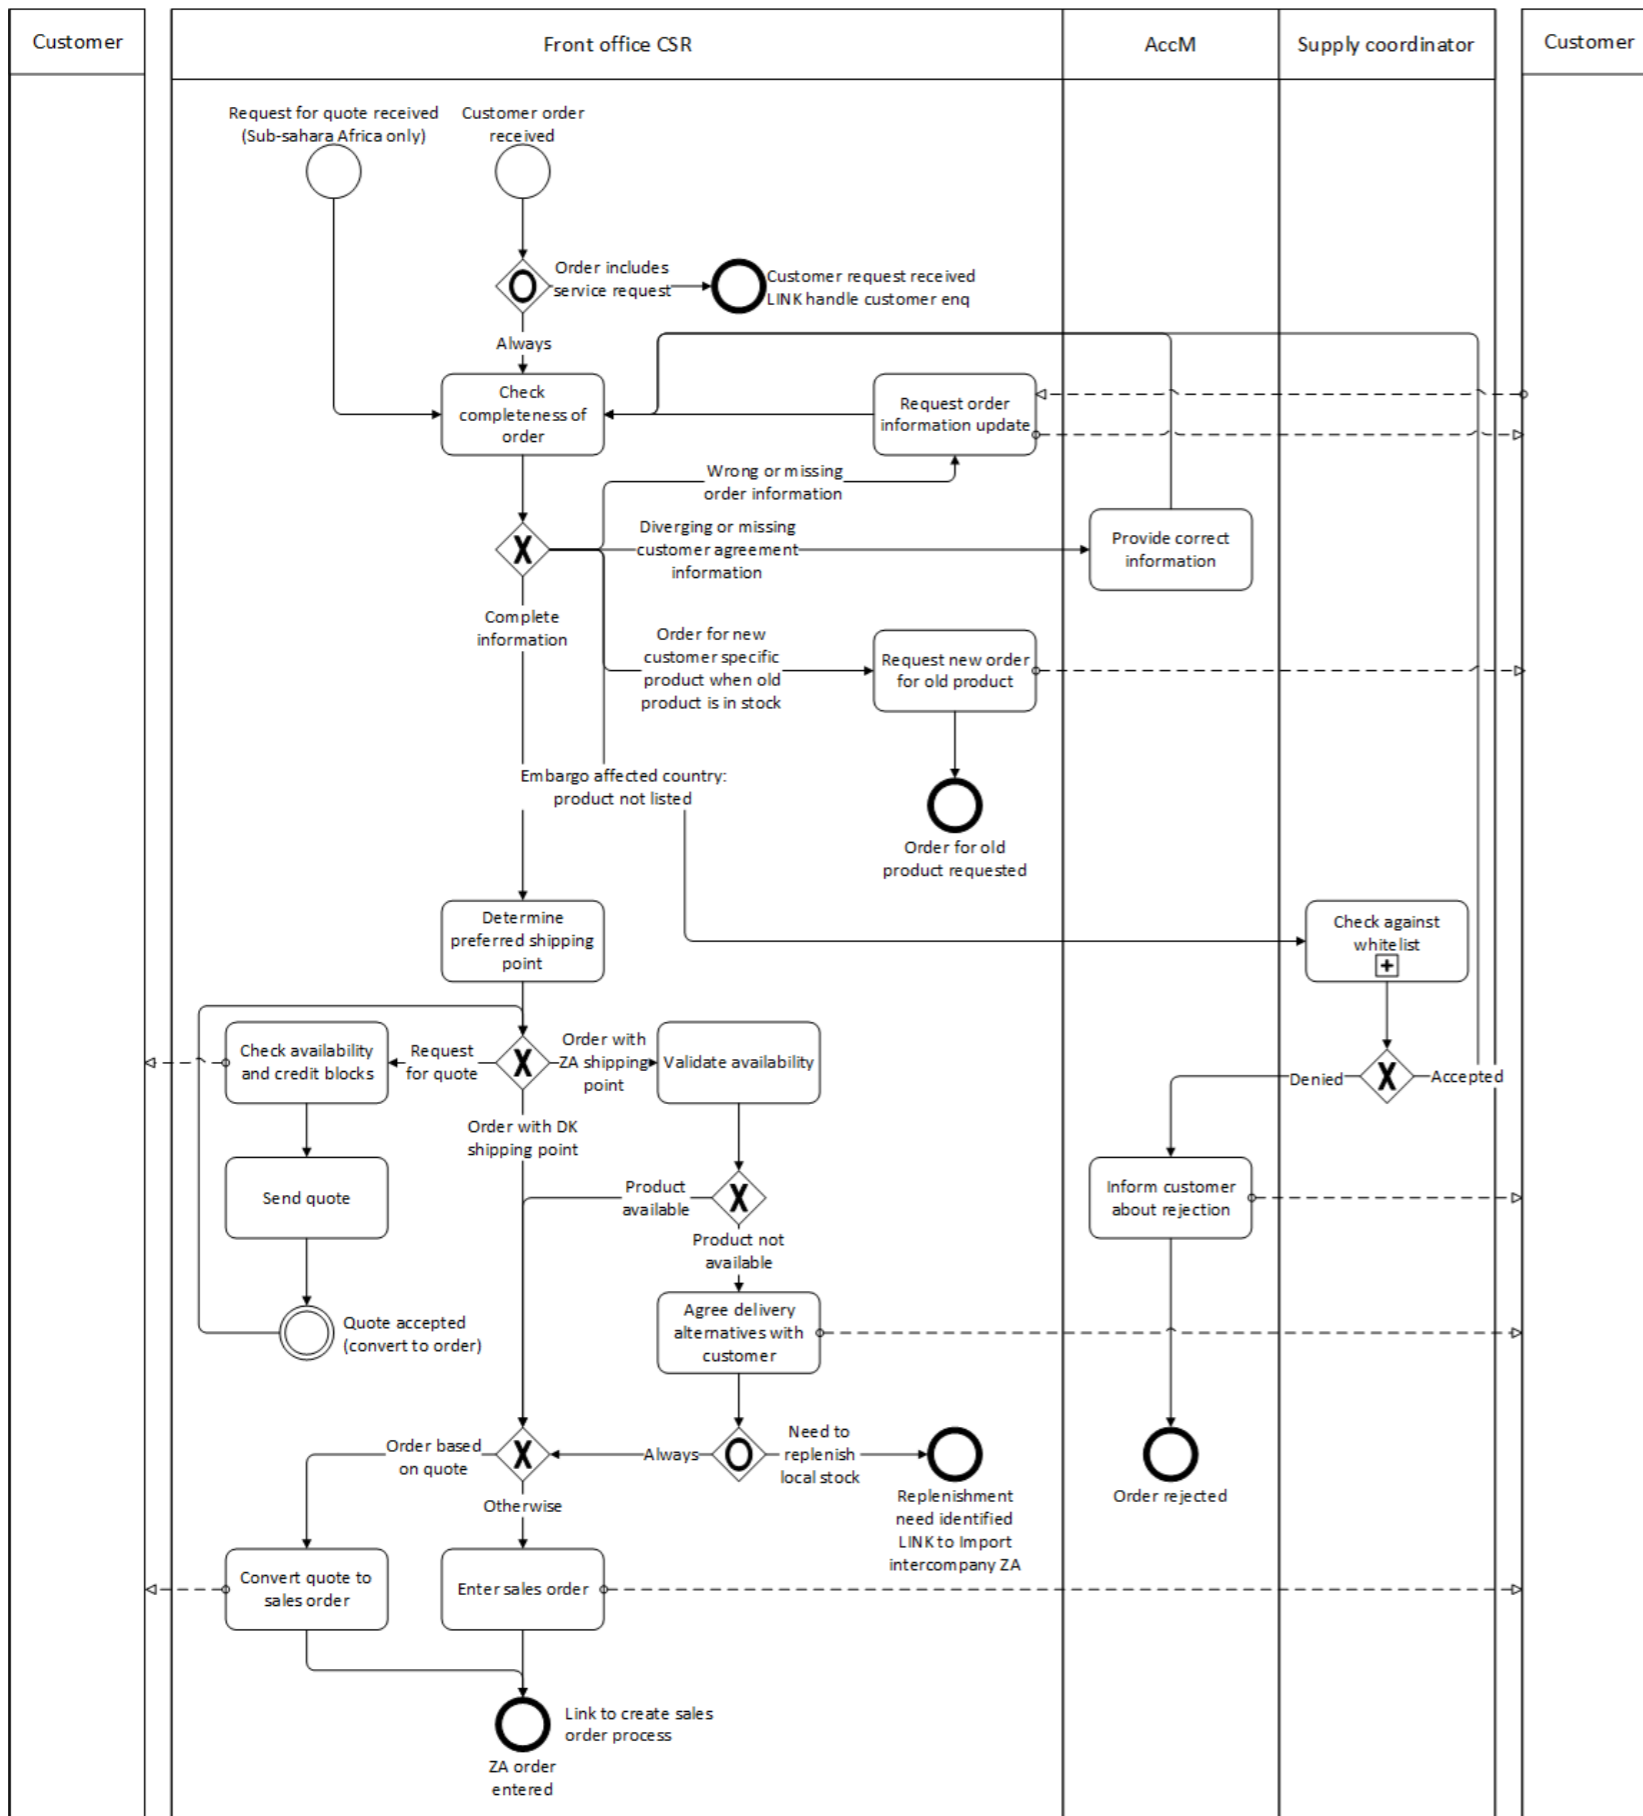 Customer
Front office CSR
AccM
Supply coordinator
Customer
Request for quote received
(Sub-sahara Africa only)
Customer order
received
Order includes
service request
Customer request received
LINK handle customer enq
Always
Check
completeness of
order
Request order
information update
Wrong or missing
order information
Diverging or missing
customer agreement
information
Provide correct
information
Complete
information
Order for new
customer specific
product when old
product is in stock
Request new order
for old product
Embargo affected country:
product not listed
Order for old
product requested
Determine
preferred shipping
point
Check against
whitelist
Check availability
and credit blocks
Request
for quote
Order with
ZA shipping
point
Validate availability
Denied
Accepted
Order with DK
shipping point
Send quote
Product
available
Inform customer
about rejection
Product not
available
Quote accepted
(convert to order)
Agree delivery
alternatives with
customer
Order based
on quote
Always
Need to
replenish
local stock
Otherwise
Replenishment
need identified
LINK to Import
intercompany ZA
Order rejected
Convert quote to
sales order
Enter sales order
Link to create sales
order process
ZA order
entered